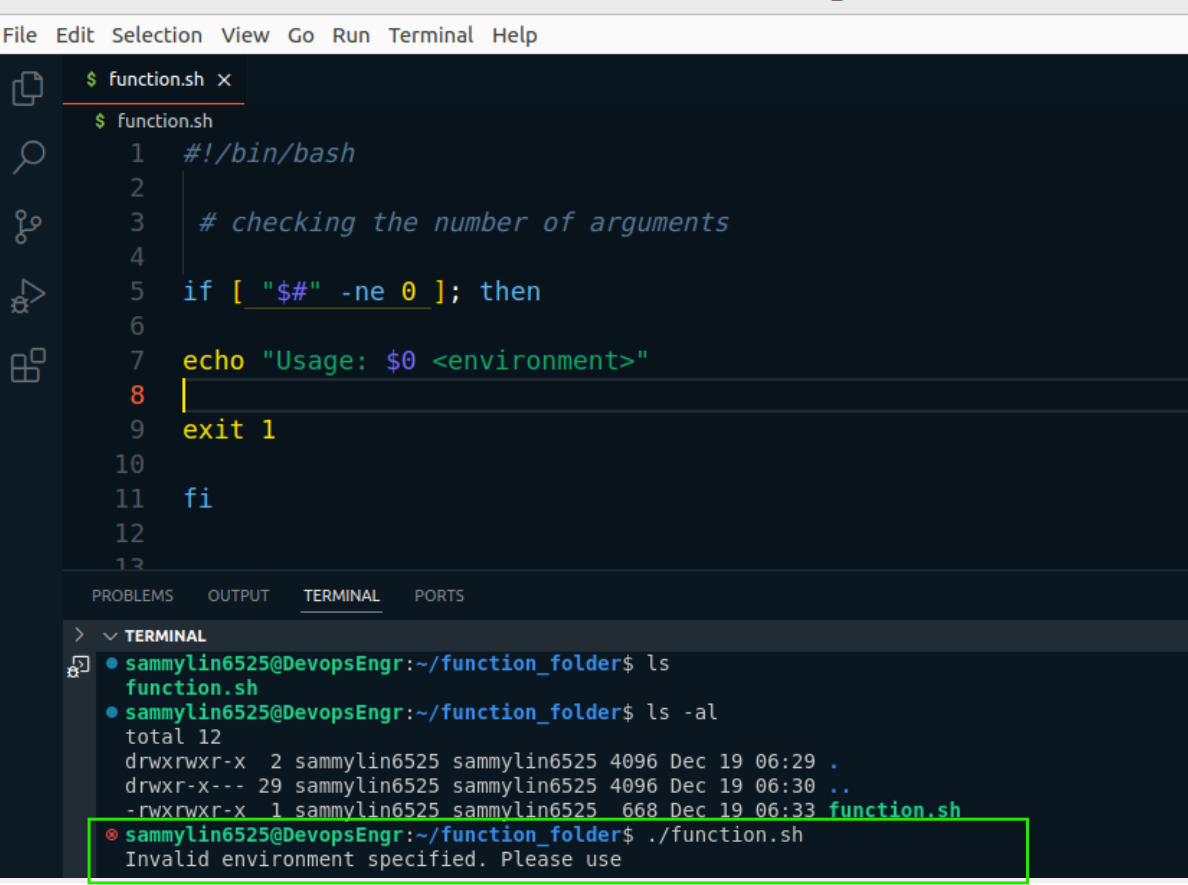 File Edit Selection View Go Run Terminal Help
$ function.sh ×
$ function.sh
1 #!/bin/bash
2
3 # checking the number of arguments
4
5 if [ "$#" -ne 0 ]; then
6
7 echo "Usage: $0 <environment>"
8
9 exit 1
10
11 fi
12
13
PROBLEMS OUTPUT TERMINAL PORTS
TERMINAL
sammylin6525@DevopsEngr:~/function_folder$ ls
function.sh
sammylin6525@DevopsEngr:~/function_folder$ ls -al
total 12
drwxrwxr-x 2 sammylin6525 sammylin6525 4096 Dec 19 06:29 .
drwxr-x--- 29 sammylin6525 sammylin6525 4096 Dec 19 06:30 ..
-rwxrwxr-x 1 sammylin6525 sammylin6525 668 Dec 19 06:33 function.sh
sammylin6525@DevopsEngr:~/function_folder$ ./function.sh
Invalid environment specified. Please use